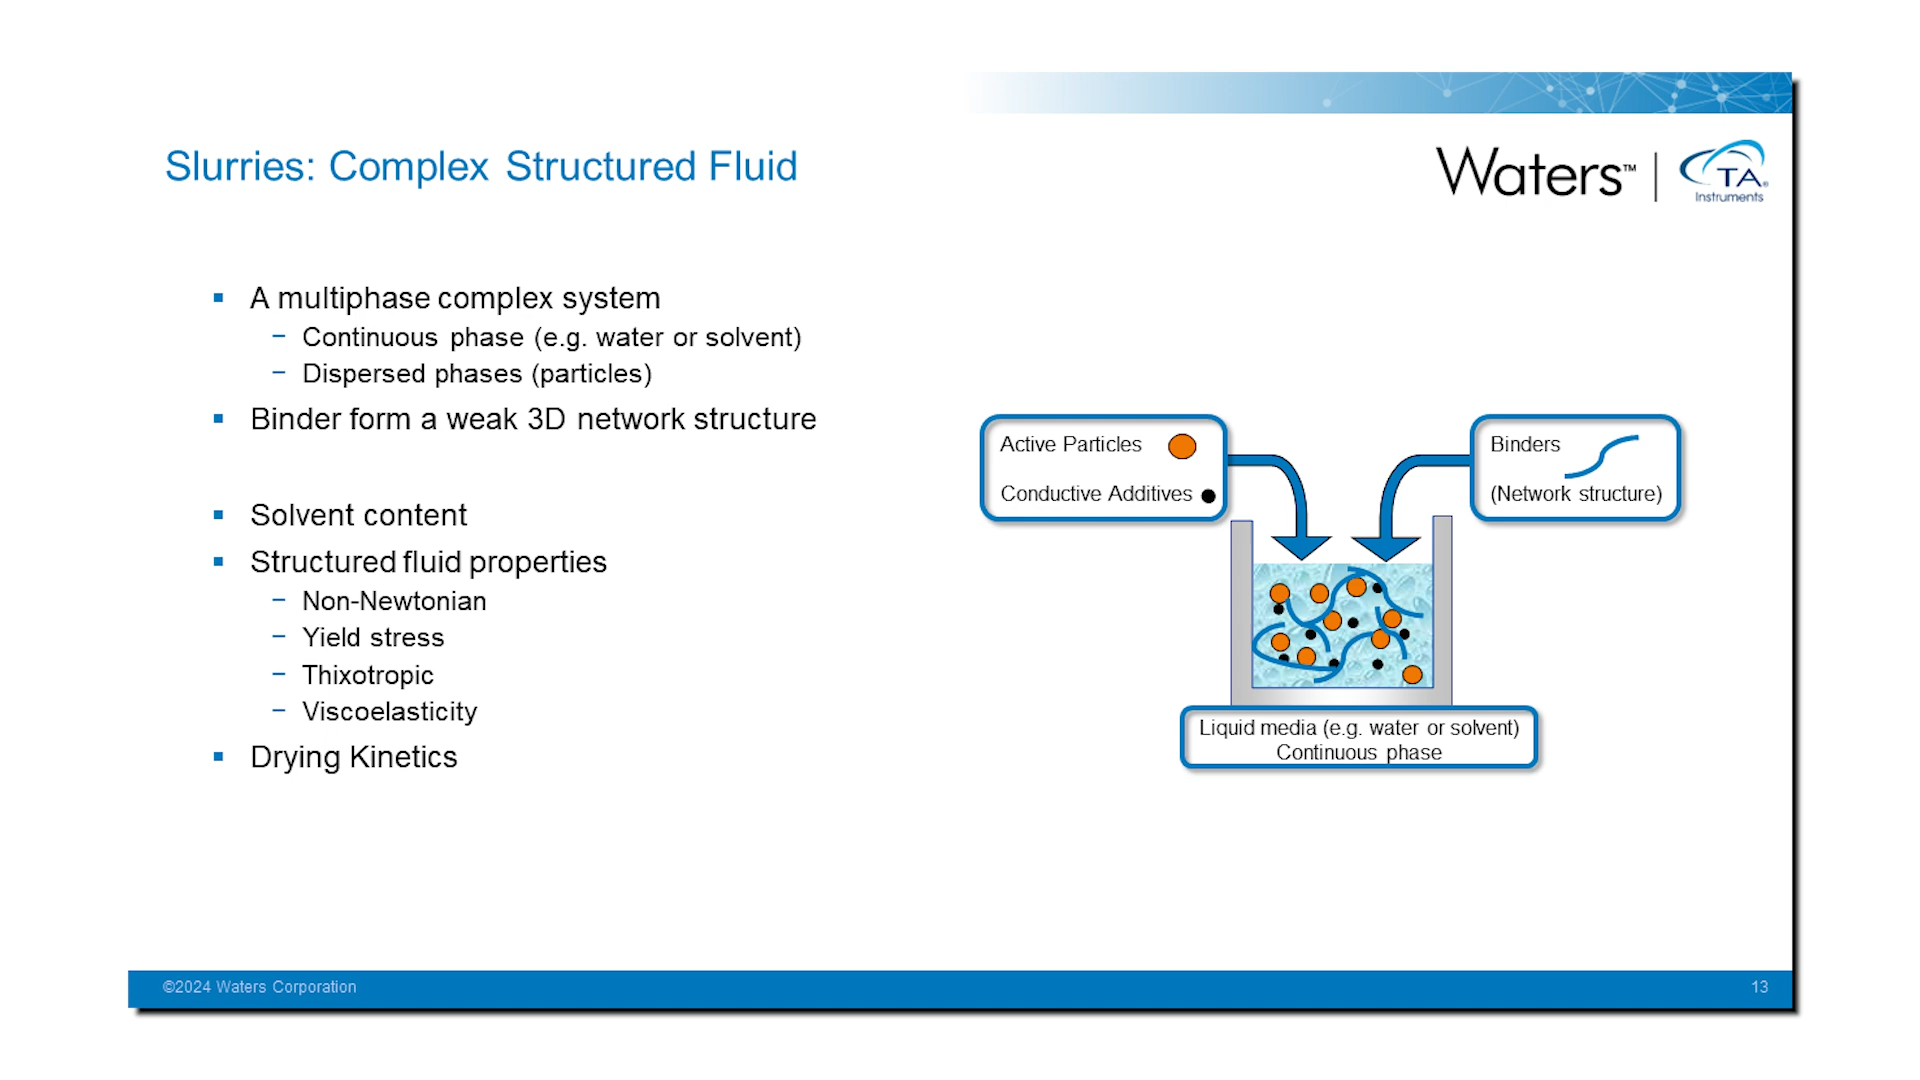 Slurries: Complex Structured Fluid
Waters™
TA®
Instruments
▪ A multiphase complex system
− Continuous phase (e.g. water or solvent)
− Dispersed phases (particles)
▪ Binder form a weak 3D network structure
▪ Solvent content
▪ Structured fluid properties
− Non-Newtonian
− Yield stress
− Thixotropic
− Viscoelasticity
▪ Drying Kinetics
Active Particles
Conductive Additives
Binders
(Network structure)
Liquid media (e.g. water or solvent)
Continuous phase
©2024 Waters Corporation
13